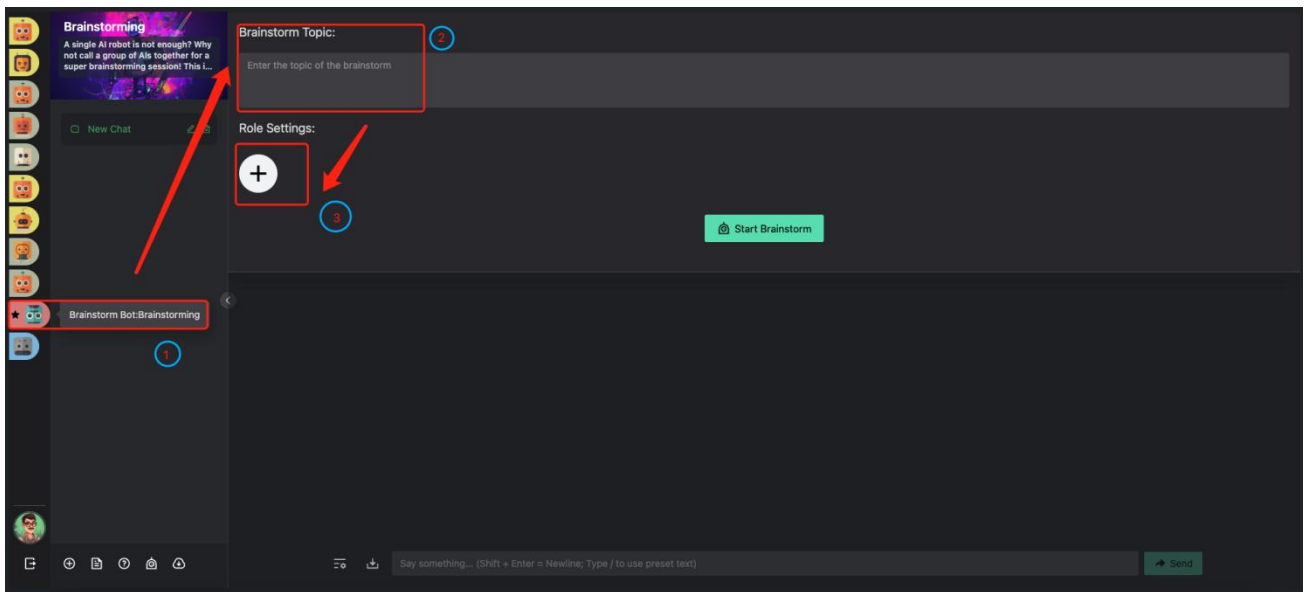 Brainstorming
A single AI robot is not enough? Why
not call a group of AIs together for a
super brainstorming session! This i...
New Chat
Brainstorm Bot:Brainstorming
1
Brainstorm Topic:
2
Enter the topic of the brainstorm
Role Settings:
3
Start Brainstorm
Say something... (Shift + Enter = Newline; Type / to use preset text)
Send